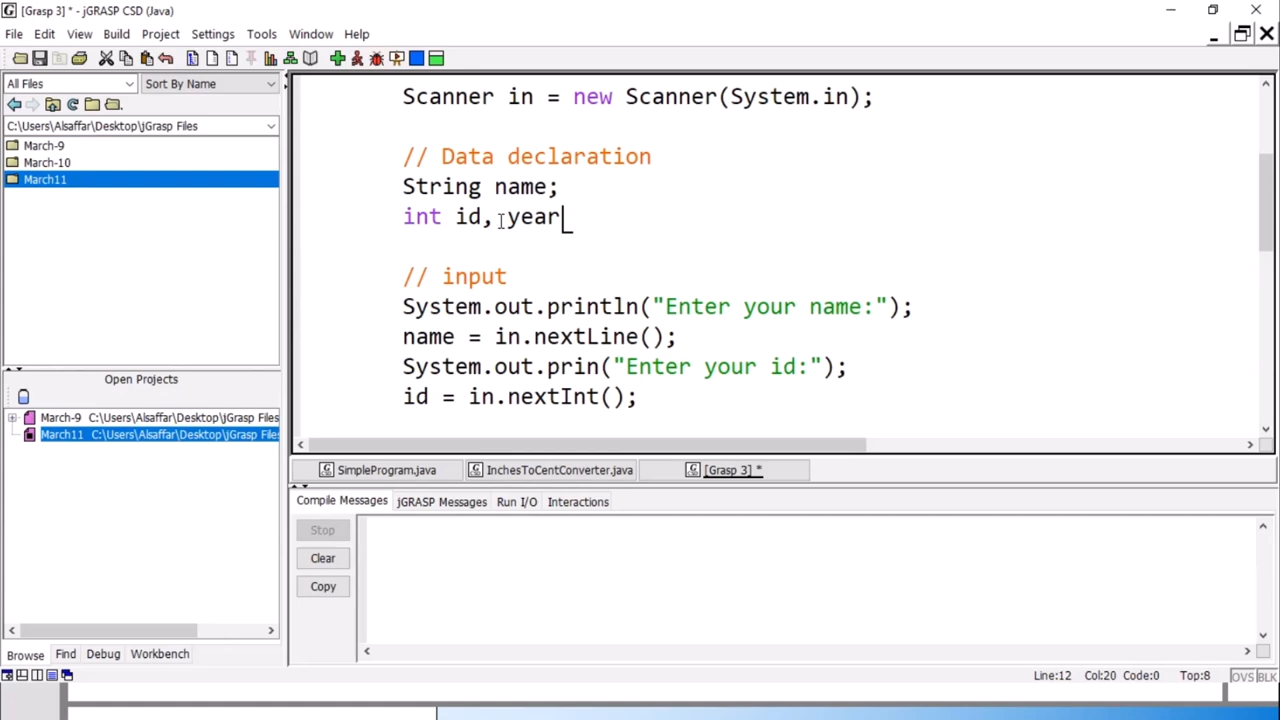 [Grasp 3] * - jGRASP CSD (Java)
File Edit View Build Project Settings Tools Window Help
All Files Sort By Name
C:\Users\Alsaffar\Desktop\jGrasp Files
March-9
March-10
March11
Open Projects
March-9 C:\Users\Alsaffar\Desktop\jGrasp Files
March11 C:\Users\Alsaffar\Desktop\jGrasp Files
Browse Find Debug Workbench
Scanner in = new Scanner(System.in);
// Data declaration
String name;
int id, year
// input
System.out.println("Enter your name:");
name = in.nextLine();
System.out.prin("Enter your id:");
id = in.nextInt();
SimpleProgram.java InchesToCentConverter.java [Grasp 3] *
Compile Messages jGRASP Messages Run I/O Interactions
Stop
Clear
Copy
Line:12 Col:20 Code:0 Top:8 OVS BLK